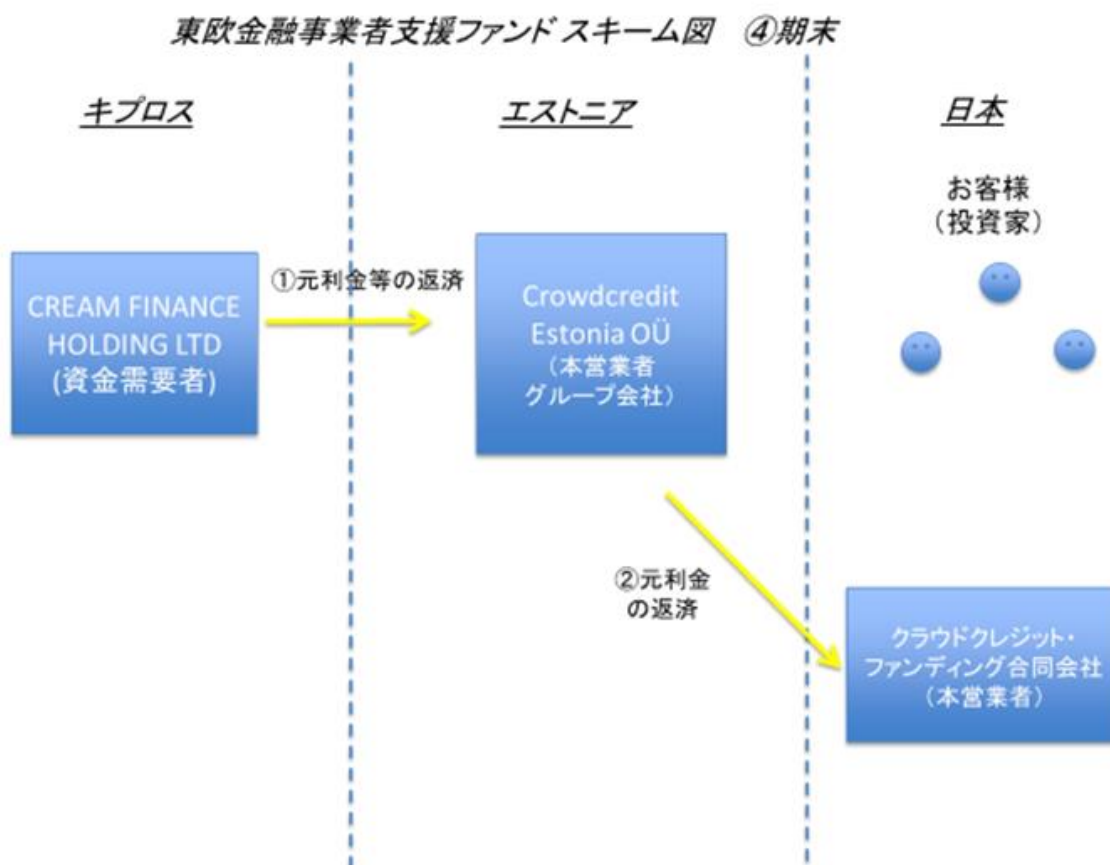 東欧金融事業者支援ファンド スキーム図　④期末
キプロス
エストニア
日本
お客様
（投資家）
①元利金等の返済
CREAM FINANCE
HOLDING LTD
(資金需要者)
Crowdcredit
Estonia OÜ
（本営業者
グループ会社）
②元利金
の返済
クラウドクレジット・
ファンディング合同会社
（本営業者）